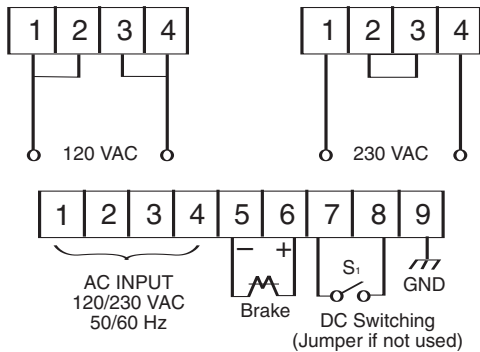 1 2 3 4
120 VAC
1 2 3 4
230 VAC
1 2 3 4 5 6 7 8 9
− +
AC INPUT
120/230 VAC
50/60 Hz
Brake
S₁
DC Switching
(Jumper if not used)
GND